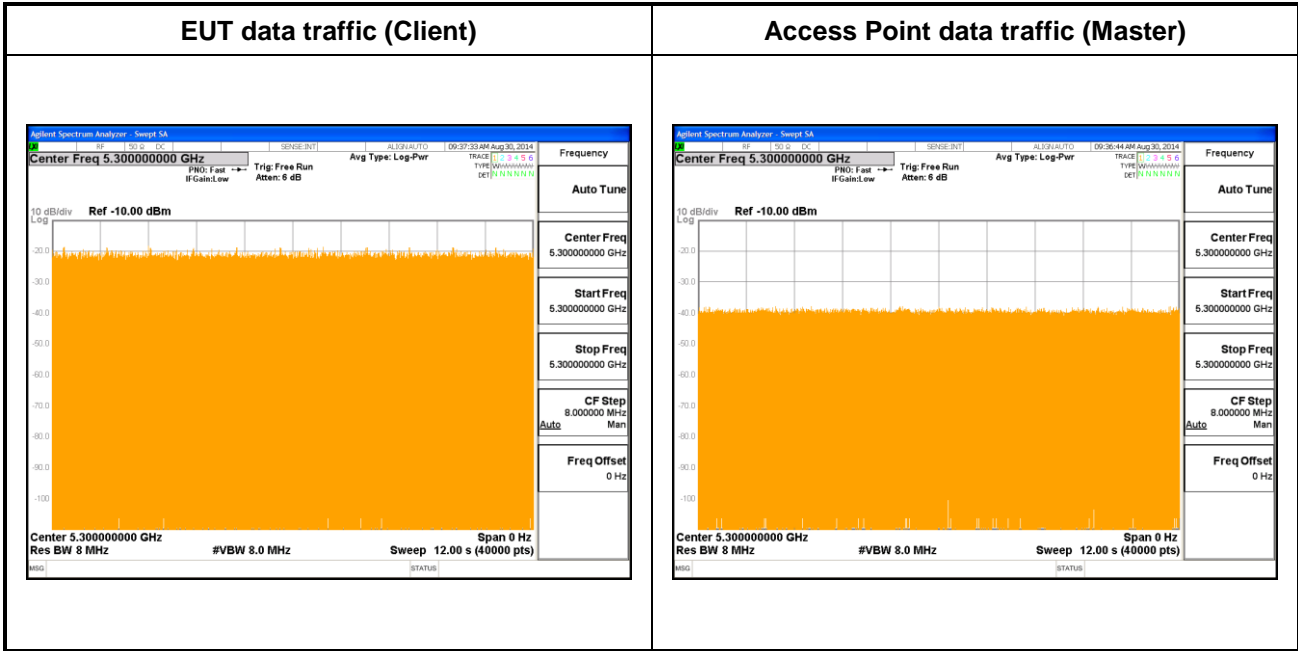 EUT data traffic (Client)
Access Point data traffic (Master)
Agilent Spectrum Analyzer - Swept SA
RF 50 Ω DC SENSE:INT ALIGN AUTO 09:37:33 AM Aug 30, 2014
Center Freq 5.300000000 GHz
PNO: Fast
IFGain:Low
Trig: Free Run
Atten: 6 dB
Avg Type: Log-Pwr
TRACE 1 2 3 4 5 6
TYPE
DET N N N N N N
10 dB/div Ref -10.00 dBm
Log
-20.0
-30.0
-40.0
-50.0
-60.0
-70.0
-80.0
-90.0
-100
Center 5.300000000 GHz Span 0 Hz
Res BW 8 MHz #VBW 8.0 MHz Sweep 12.00 s (40000 pts)
MSG STATUS
Frequency
Auto Tune
Center Freq
5.300000000 GHz
Start Freq
5.300000000 GHz
Stop Freq
5.300000000 GHz
CF Step
8.000000 MHz
Auto Man
Freq Offset
0 Hz
Agilent Spectrum Analyzer - Swept SA
RF 50 Ω DC SENSE:INT ALIGN AUTO 09:36:44 AM Aug 30, 2014
Center Freq 5.300000000 GHz
PNO: Fast
IFGain:Low
Trig: Free Run
Atten: 6 dB
Avg Type: Log-Pwr
TRACE 1 2 3 4 5 6
TYPE
DET N N N N N N
10 dB/div Ref -10.00 dBm
Log
-20.0
-30.0
-40.0
-50.0
-60.0
-70.0
-80.0
-90.0
-100
Center 5.300000000 GHz Span 0 Hz
Res BW 8 MHz #VBW 8.0 MHz Sweep 12.00 s (40000 pts)
MSG STATUS
Frequency
Auto Tune
Center Freq
5.300000000 GHz
Start Freq
5.300000000 GHz
Stop Freq
5.300000000 GHz
CF Step
8.000000 MHz
Auto Man
Freq Offset
0 Hz